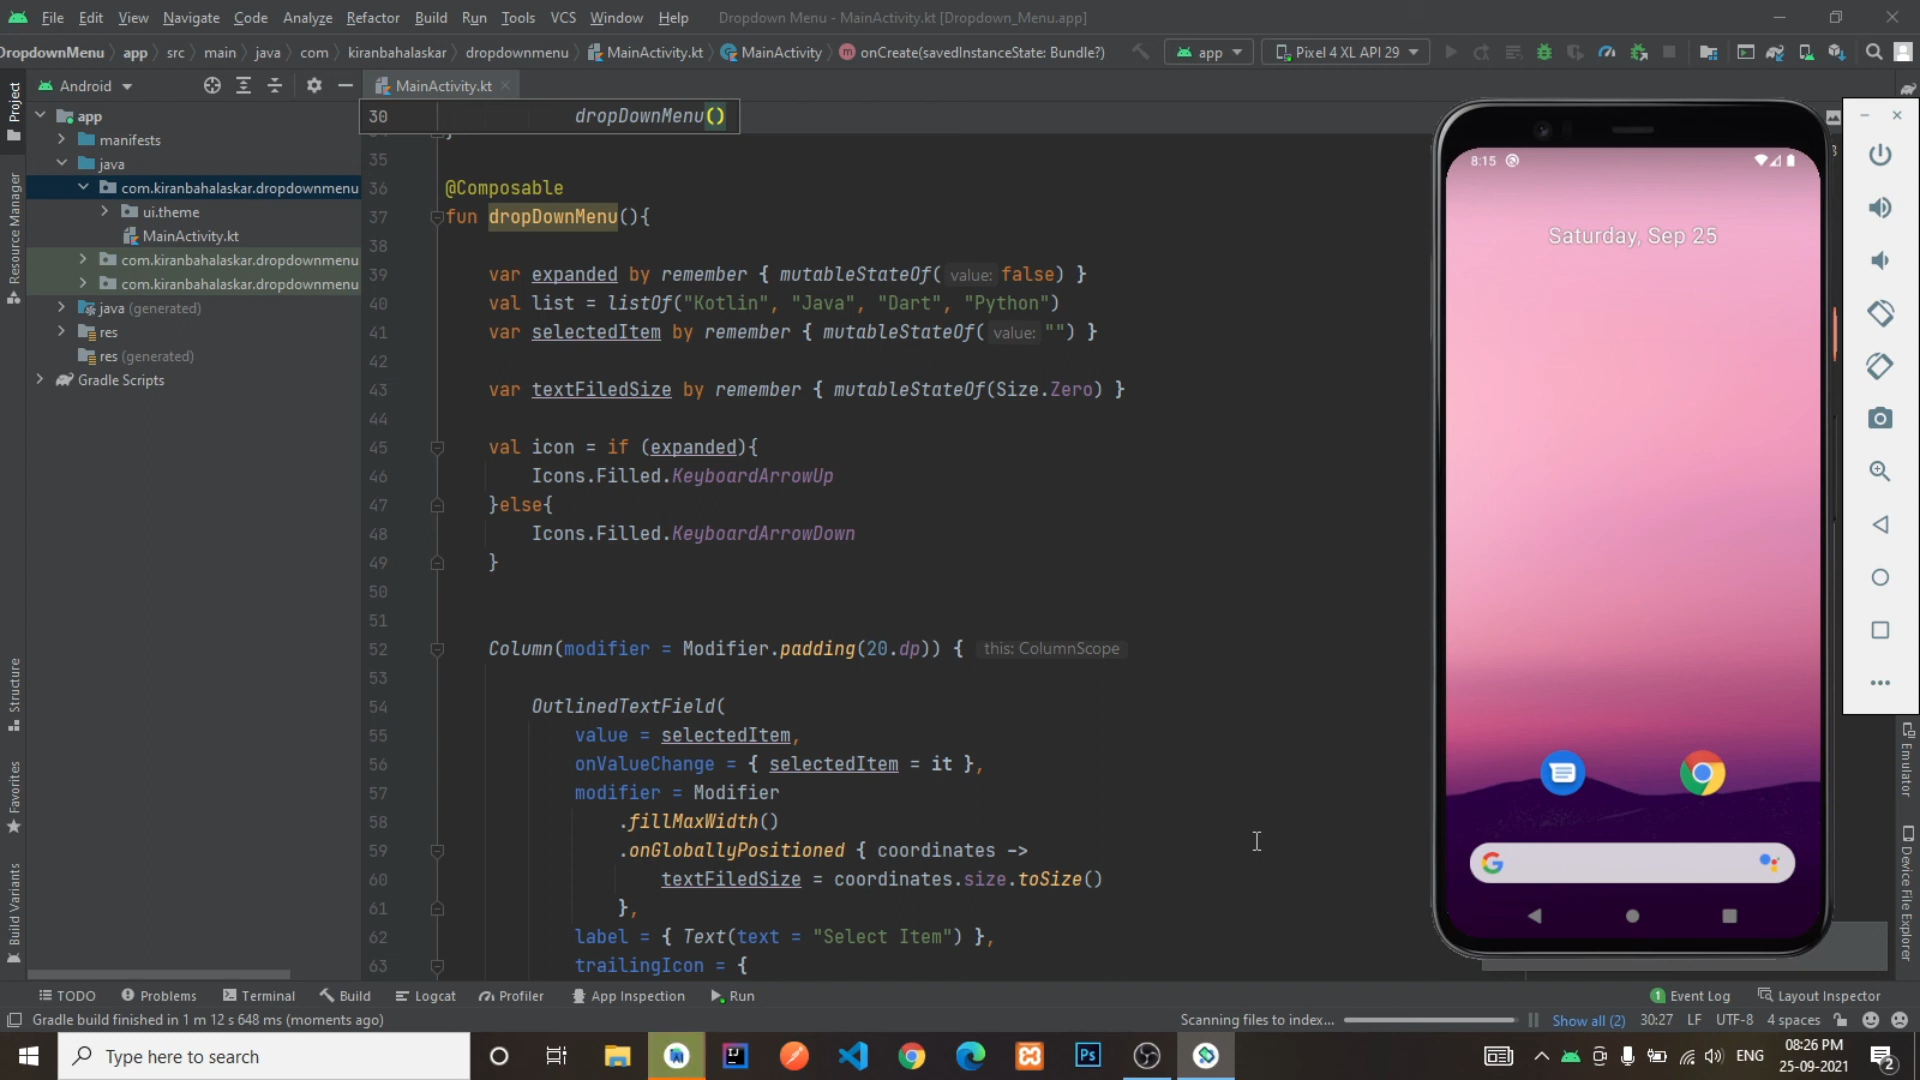 File Edit View Navigate Code Analyze Refactor Build Run Tools VCS Window Help Dropdown Menu - MainActivity.kt [Dropdown_Menu.app]
DropdownMenu app src main java com kiranbahalaskar dropdownmenu MainActivity.kt MainActivity onCreate(savedInstanceState: Bundle?) app Pixel 4 XL API 29
Project
Android
MainActivity.kt
app
manifests
java
com.kiranbahalaskar.dropdownmenu
ui.theme
MainActivity.kt
com.kiranbahalaskar.dropdownmenu
com.kiranbahalaskar.dropdownmenu
java (generated)
res
res (generated)
Gradle Scripts
Resource Manager
Structure
Favorites
Build Variants
30 dropDownMenu()
35
36 @Composable
37 fun dropDownMenu(){
38
39 var expanded by remember { mutableStateOf( value: false) }
40 val list = listOf("Kotlin", "Java", "Dart", "Python")
41 var selectedItem by remember { mutableStateOf( value: "") }
42
43 var textFiledSize by remember { mutableStateOf(Size.Zero) }
44
45 val icon = if (expanded){
46 Icons.Filled.KeyboardArrowUp
47 }else{
48 Icons.Filled.KeyboardArrowDown
49 }
50
51
52 Column(modifier = Modifier.padding(20.dp)) { this: ColumnScope
53
54 OutlinedTextField(
55 value = selectedItem,
56 onValueChange = { selectedItem = it },
57 modifier = Modifier
58 .fillMaxWidth()
59 .onGloballyPositioned { coordinates ->
60 textFiledSize = coordinates.size.toSize()
61 },
62 label = { Text(text = "Select Item") },
63 trailingIcon = {
8:15
Saturday, Sep 25
Emulator
Device File Explorer
TODO Problems Terminal Build Logcat Profiler App Inspection Run Event Log Layout Inspector
Gradle build finished in 1 m 12 s 648 ms (moments ago) Scanning files to index... Show all (2) 30:27 LF UTF-8 4 spaces
Type here to search
ENG
08:26 PM
25-09-2021
2